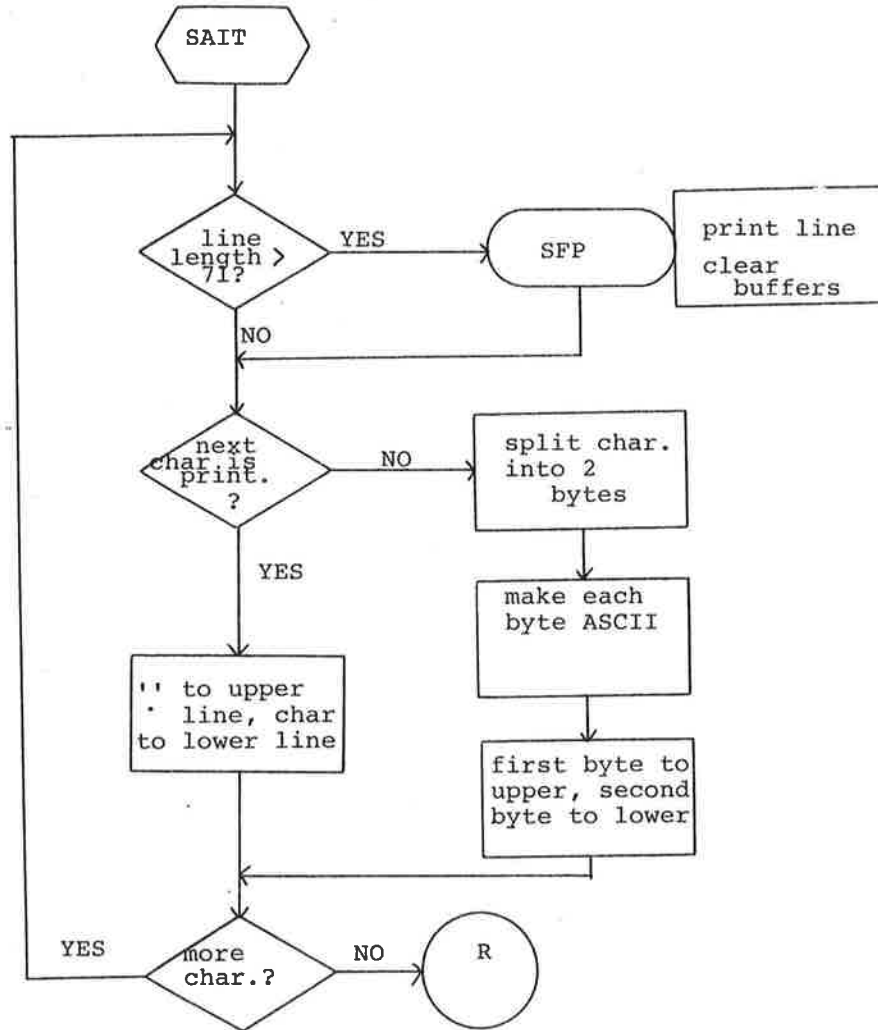 SAIT
line
length >
71?
YES
SFP
print line
clear
buffers
NO
next
char.is
print.
?
NO
split char.
into 2
bytes
YES
make each
byte ASCII
'' to upper
line, char
to lower line
first byte to
upper, second
byte to lower
YES
more
char.?
NO
R